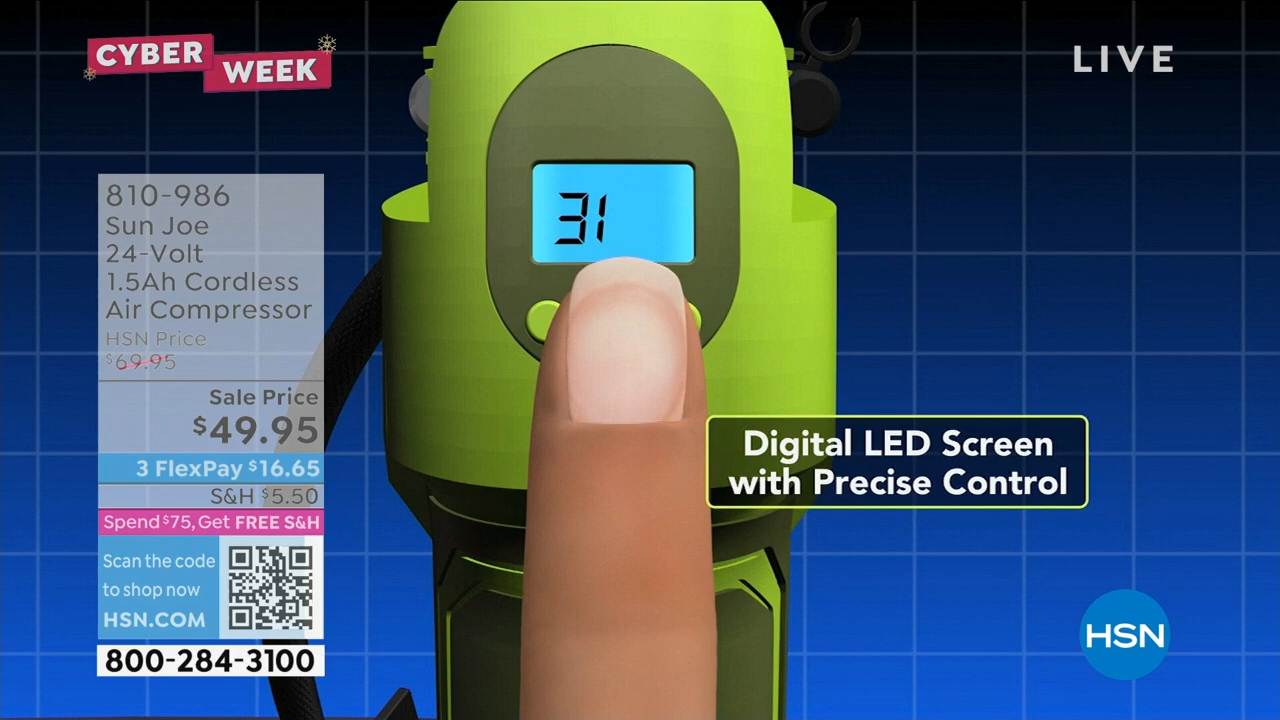 CYBER
WEEK
LIVE
810-986
Sun Joe
24-Volt
1.5Ah Cordless
Air Compressor
HSN Price
$69.95
Sale Price
$49.95
3 FlexPay $16.65
S&H $5.50
Spend $75, Get FREE S&H
Scan the code
to shop now
HSN.COM
800-284-3100
31
Digital LED Screen
with Precise Control
HSN